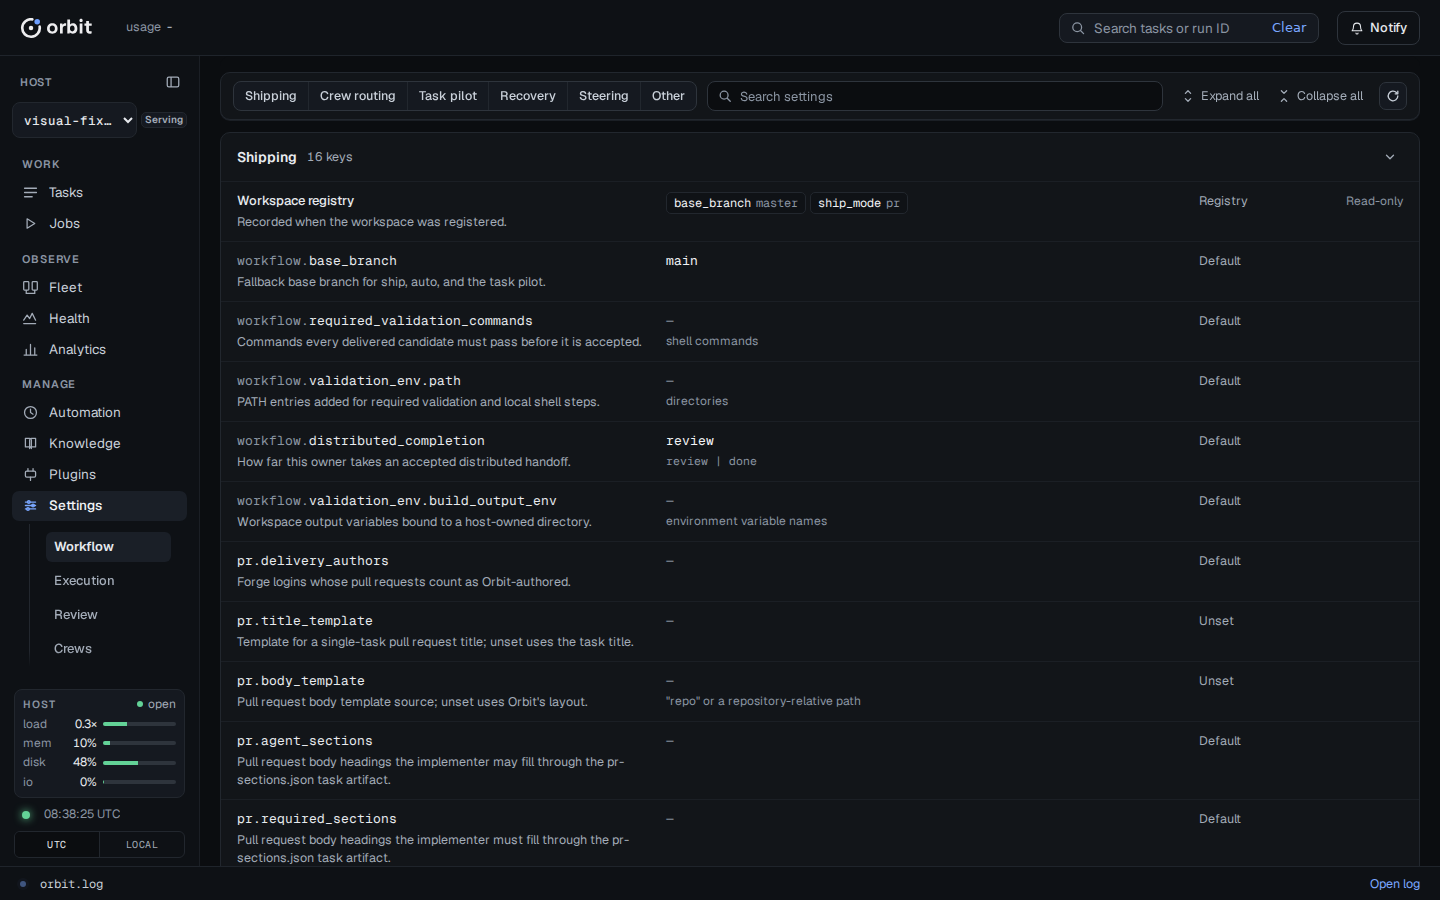 orbit
usage -
Search tasks or run ID
Clear
Notify
HOST
visual-fix…
Serving
WORK
Tasks
Jobs
OBSERVE
Fleet
Health
Analytics
MANAGE
Automation
Knowledge
Plugins
Settings
Workflow
Execution
Review
Crews
HOST
open
load 0.3×
mem 10%
disk 48%
io 0%
08:38:25 UTC
UTC
LOCAL
Shipping
Crew routing
Task pilot
Recovery
Steering
Other
Search settings
Expand all
Collapse all
Shipping 16 keys
Workspace registry
Recorded when the workspace was registered.
base_branch master
ship_mode pr
Registry
Read-only
workflow.base_branch
Fallback base branch for ship, auto, and the task pilot.
main
Default
workflow.required_validation_commands
Commands every delivered candidate must pass before it is accepted.
—
shell commands
Default
workflow.validation_env.path
PATH entries added for required validation and local shell steps.
—
directories
Default
workflow.distributed_completion
How far this owner takes an accepted distributed handoff.
review
review | done
Default
workflow.validation_env.build_output_env
Workspace output variables bound to a host-owned directory.
—
environment variable names
Default
pr.delivery_authors
Forge logins whose pull requests count as Orbit-authored.
—
Default
pr.title_template
Template for a single-task pull request title; unset uses the task title.
—
Unset
pr.body_template
Pull request body template source; unset uses Orbit's layout.
—
"repo" or a repository-relative path
Unset
pr.agent_sections
Pull request body headings the implementer may fill through the pr-
sections.json task artifact.
—
Default
pr.required_sections
Pull request body headings the implementer must fill through the pr-
sections.json task artifact.
—
Default
orbit.log
Open log